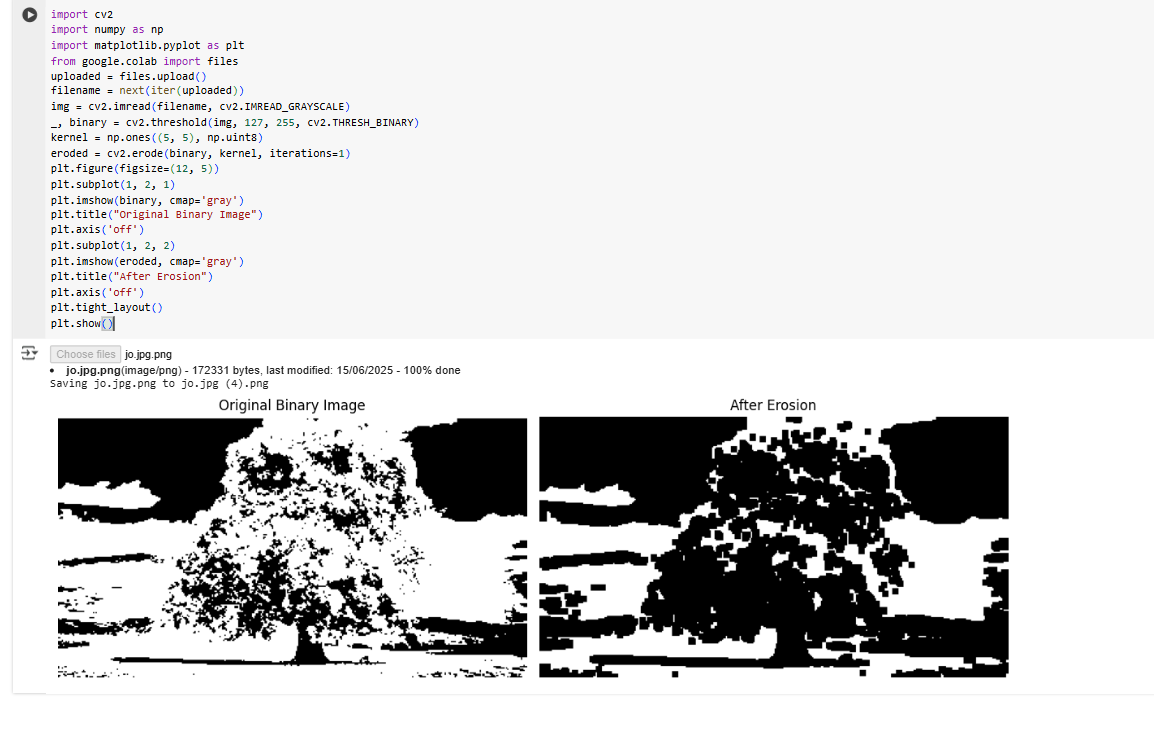 import cv2
import numpy as np
import matplotlib.pyplot as plt
from google.colab import files
uploaded = files.upload()
filename = next(iter(uploaded))
img = cv2.imread(filename, cv2.IMREAD_GRAYSCALE)
_, binary = cv2.threshold(img, 127, 255, cv2.THRESH_BINARY)
kernel = np.ones((5, 5), np.uint8)
eroded = cv2.erode(binary, kernel, iterations=1)
plt.figure(figsize=(12, 5))
plt.subplot(1, 2, 1)
plt.imshow(binary, cmap='gray')
plt.title("Original Binary Image")
plt.axis('off')
plt.subplot(1, 2, 2)
plt.imshow(eroded, cmap='gray')
plt.title("After Erosion")
plt.axis('off')
plt.tight_layout()
plt.show()
Choose files jo.jpg.png
• jo.jpg.png(image/png) - 172331 bytes, last modified: 15/06/2025 - 100% done
Saving jo.jpg.png to jo.jpg (4).png
Original Binary Image After Erosion